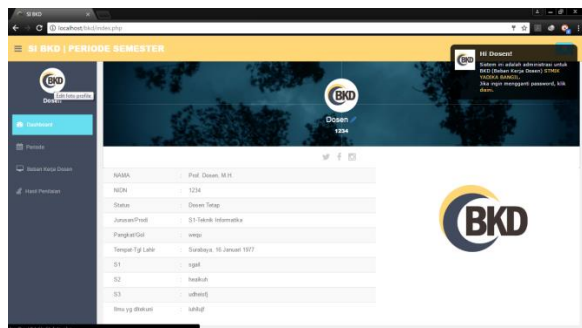 SI BKD
localhost/bkd/index.php
SI BKD | PERIODE SEMESTER
Hi Dosen!
Sistem ini adalah administrasi untuk
BKD (Beban Kerja Dosen) STMIK
YADIKA BANGIL.
Jika ingin mengganti password, klik
disini.
BKD
Edit foto profile
Dosen
BKD
Dosen
1234
Dashboard
Periode
Beban Kerja Dosen
Hasil Penilaian
NAMA : Prof. Dosen, M.H.
NIDN : 1234
Status : Dosen Tetap
Jurusan/Prodi : S1-Teknik Informatika
Pangkat/Gol :
Tempat-Tgl Lahir : Surabaya, 10 Januari 1977
S1 :
S2 :
S3 :
Ilmu yg ditekuni :
BKD